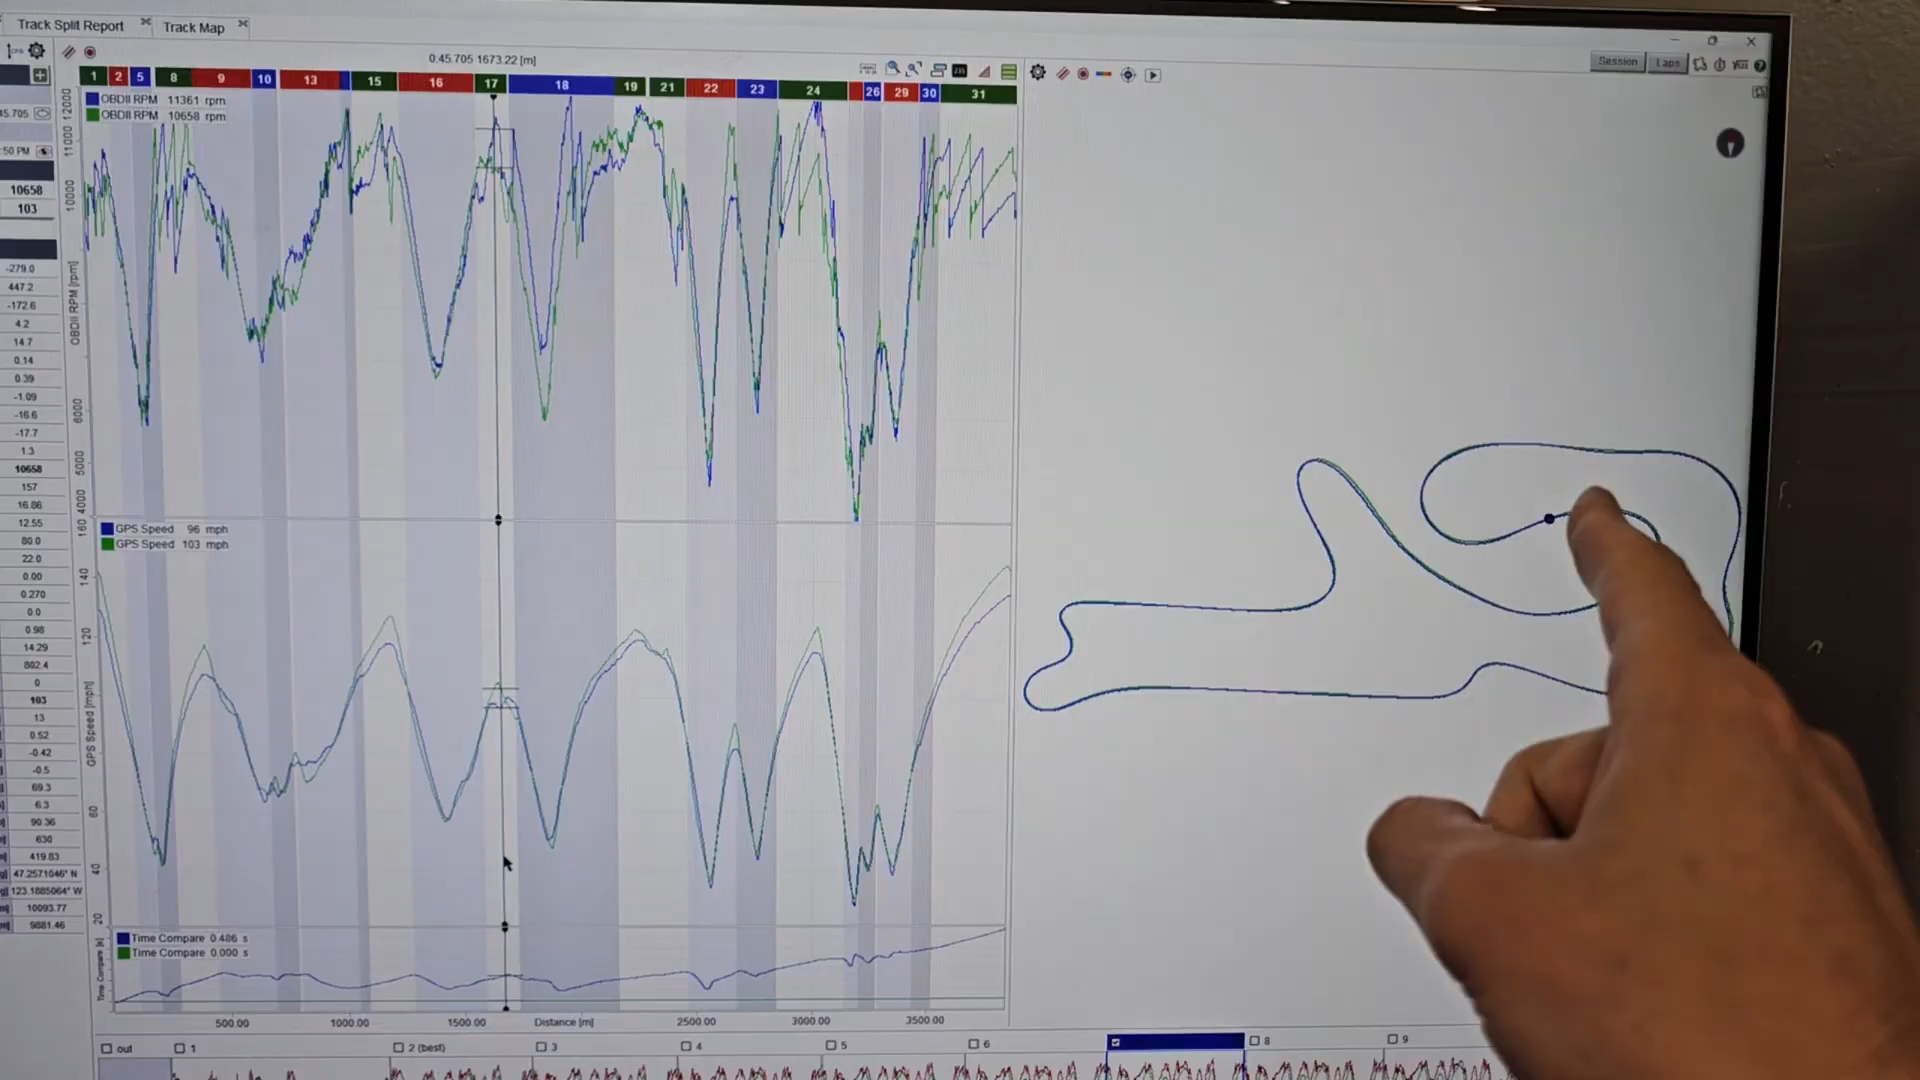 Track Split Report
Track Map
0:45.705 1673.22 [m]
Session
Laps
1 2 5 8 9 10 13 15 16 17 18 19 21 22 23 24 26 29 30 31
OBDII RPM 11361 rpm
OBDII RPM 10658 rpm
12000
11000
10000
OBDII RPM [rpm]
6000
5000
4000
GPS Speed 96 mph
GPS Speed 103 mph
160
140
120
GPS Speed [mph]
60
40
20
Time Compare 0.486 s
Time Compare 0.000 s
500.00 1000.00 1500.00 Distance [m] 2500.00 3000.00 3500.00
out 1 2 (best) 3 4 5 6 8 9
45.705
:50 PM
10658
103
-279.0
447.2
-172.6
4.2
14.7
0.14
0.39
-1.09
-16.6
-17.7
1.3
10658
157
16.86
12.55
80.0
22.0
0.00
0.270
0.0
0.98
14.29
802.4
0
103
13
0.52
-0.42
-0.5
69.3
6.3
90.36
630
419.83
47.2571046° N
123.1885064° W
10093.77
9881.46